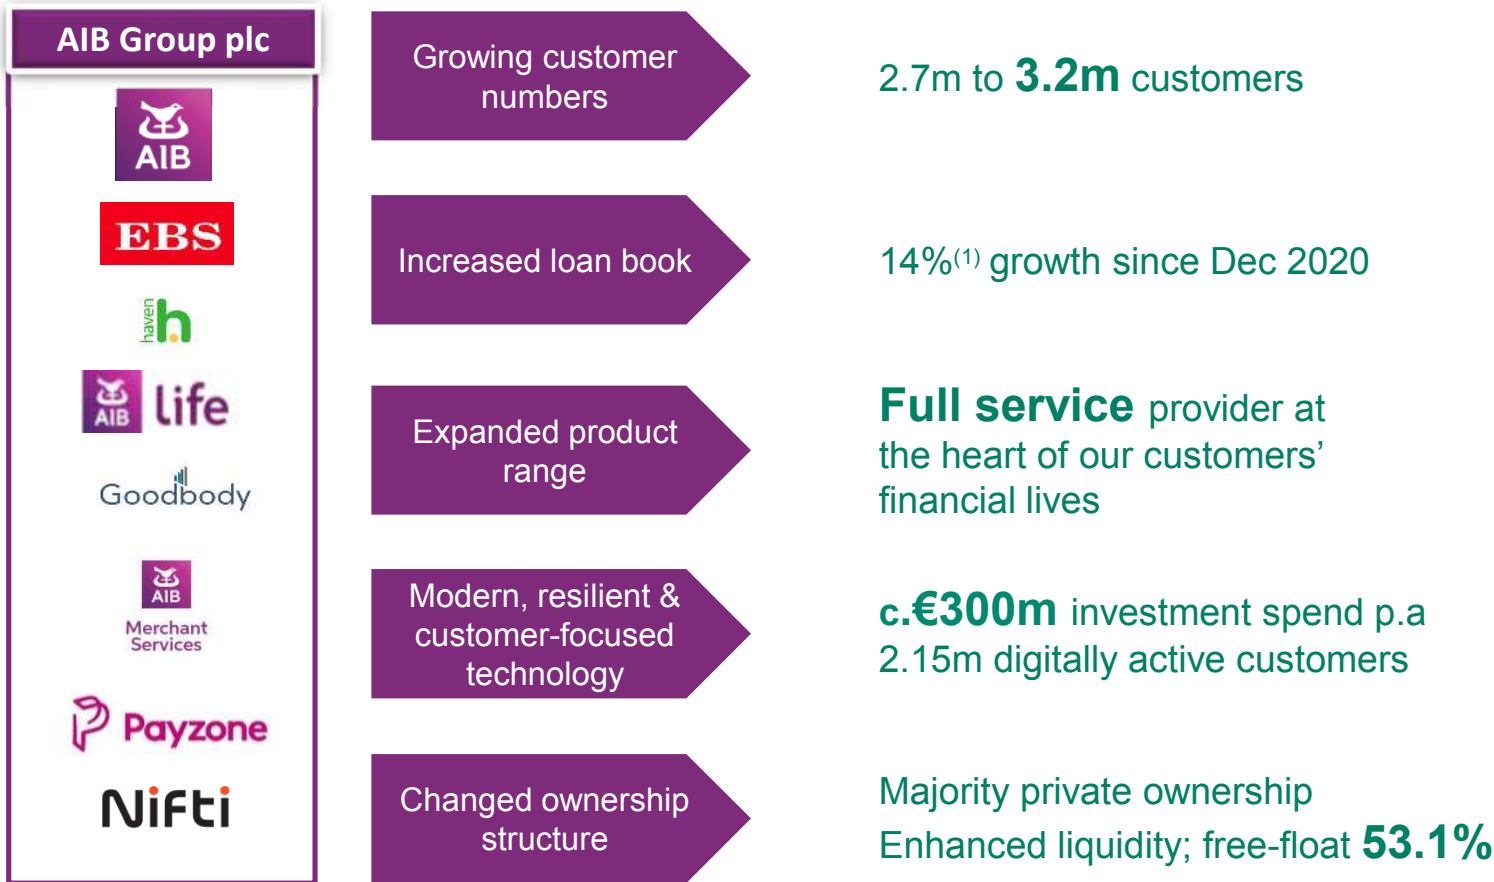 AIB Group plc
AIB
EBS
haven
h
AIB life
Goodbody
AIB
Merchant
Services
Payzone
Nifti
Growing customer
numbers
2.7m to 3.2m customers
Increased loan book
14%(1) growth since Dec 2020
Expanded product
range
Full service provider at
the heart of our customers’
financial lives
Modern, resilient &
customer-focused
technology
c.€300m investment spend p.a
2.15m digitally active customers
Changed ownership
structure
Majority private ownership
Enhanced liquidity; free-float 53.1%